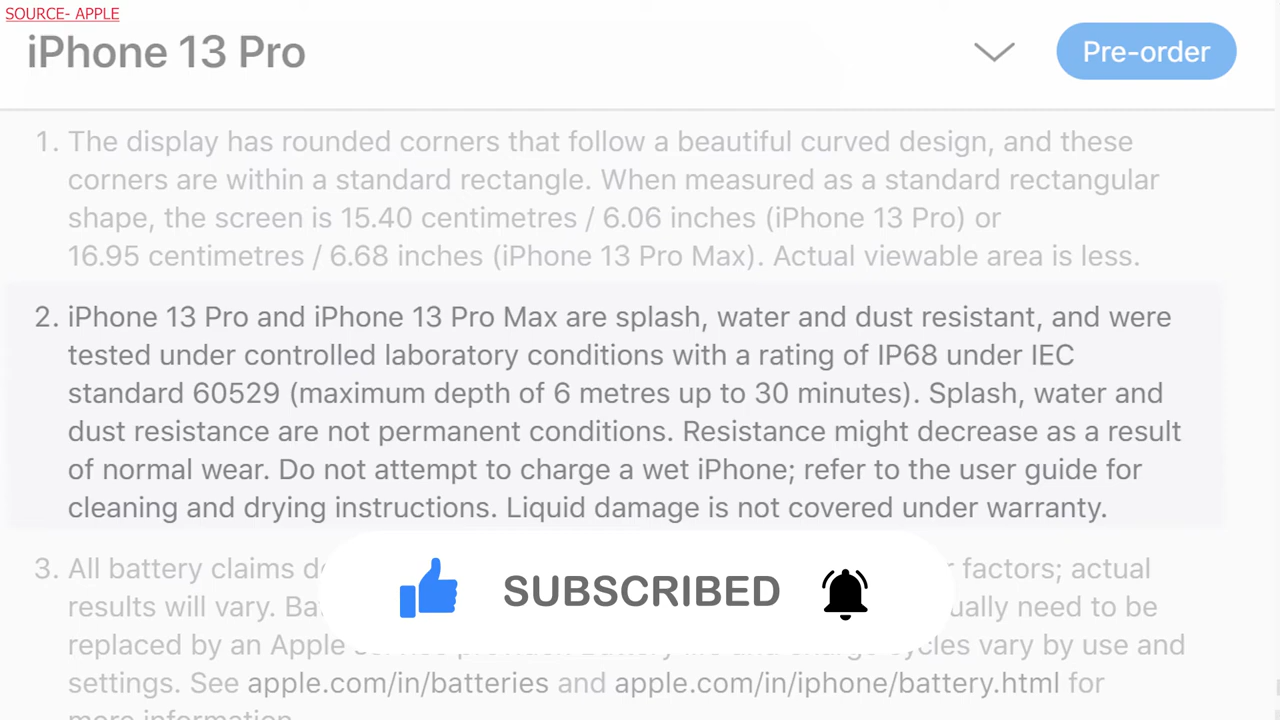 SOURCE- APPLE
iPhone 13 Pro
Pre-order
1. The display has rounded corners that follow a beautiful curved design, and these
corners are within a standard rectangle. When measured as a standard rectangular
shape, the screen is 15.40 centimetres / 6.06 inches (iPhone 13 Pro) or
16.95 centimetres / 6.68 inches (iPhone 13 Pro Max). Actual viewable area is less.
2. iPhone 13 Pro and iPhone 13 Pro Max are splash, water and dust resistant, and were
tested under controlled laboratory conditions with a rating of IP68 under IEC
standard 60529 (maximum depth of 6 metres up to 30 minutes). Splash, water and
dust resistance are not permanent conditions. Resistance might decrease as a result
of normal wear. Do not attempt to charge a wet iPhone; refer to the user guide for
cleaning and drying instructions. Liquid damage is not covered under warranty.
3. All battery claims factors; actual
results will vary. need to be
SUBSCRIBED
replaced by an Apple vary by use and
settings. See apple.com/in/batteries and apple.com/in/iphone/battery.html for
more information.